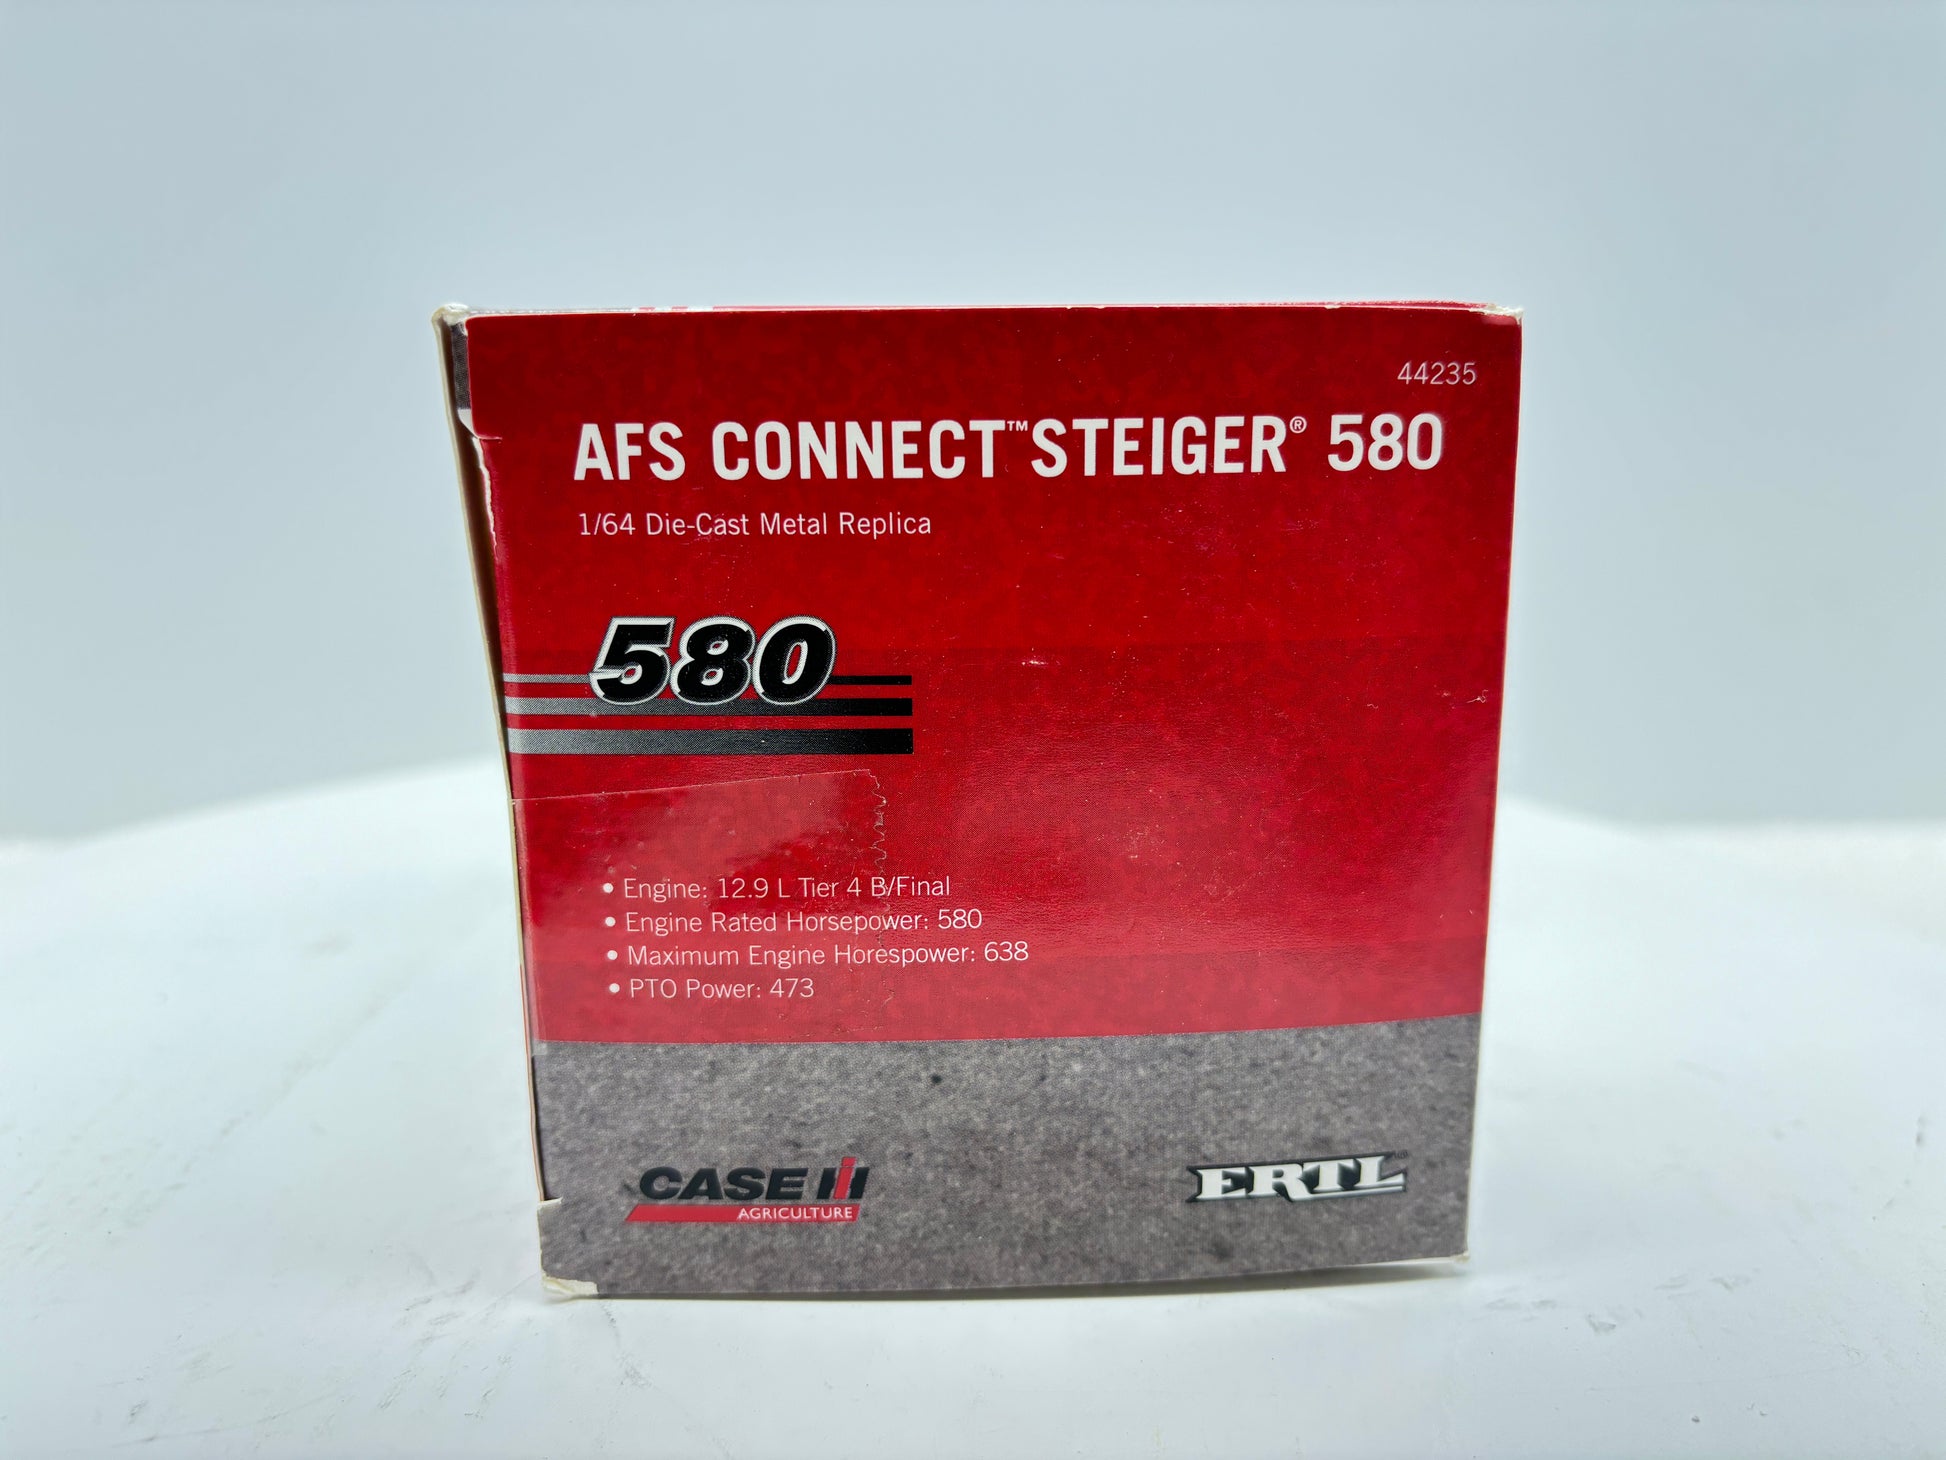 44235
AFS CONNECT™ STEIGER® 580
1/64 Die-Cast Metal Replica
580
• Engine: 12.9 L Tier 4 B/Final
• Engine Rated Horsepower: 580
• Maximum Engine Horespower: 638
• PTO Power: 473
CASE IH
AGRICULTURE
ERTL®